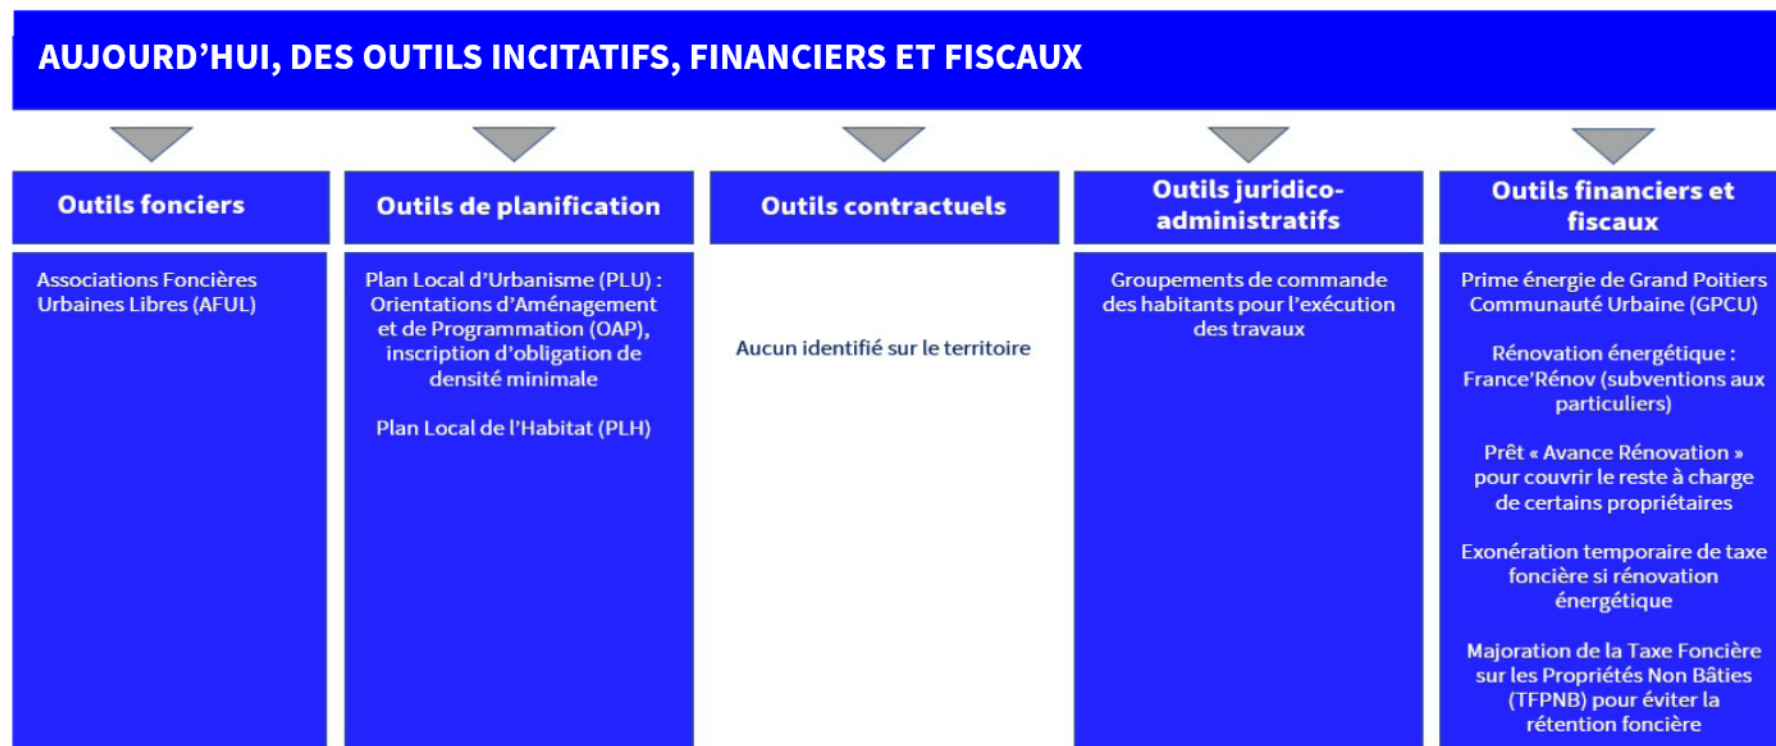 AUJOURD’HUI, DES OUTILS INCITATIFS, FINANCIERS ET FISCAUX
Outils fonciers
Associations Foncières
Urbaines Libres (AFUL)
Outils de planification
Plan Local d’Urbanisme (PLU) :
Orientations d’Aménagement
et de Programmation (OAP),
inscription d’obligation de
densité minimale
Plan Local de l’Habitat (PLH)
Outils contractuels
Aucun identifié sur le territoire
Outils juridico-
administratifs
Groupements de commande
des habitants pour l’exécution
des travaux
Outils financiers et
fiscaux
Prime énergie de Grand Poitiers
Communauté Urbaine (GPCU)
Rénovation énergétique :
France’Rénov (subventions aux
particuliers)
Prêt « Avance Rénovation »
pour couvrir le reste à charge
de certains propriétaires
Exonération temporaire de taxe
foncière si rénovation
énergétique
Majoration de la Taxe Foncière
sur les Propriétés Non Bâties
(TFPNB) pour éviter la
rétention foncière